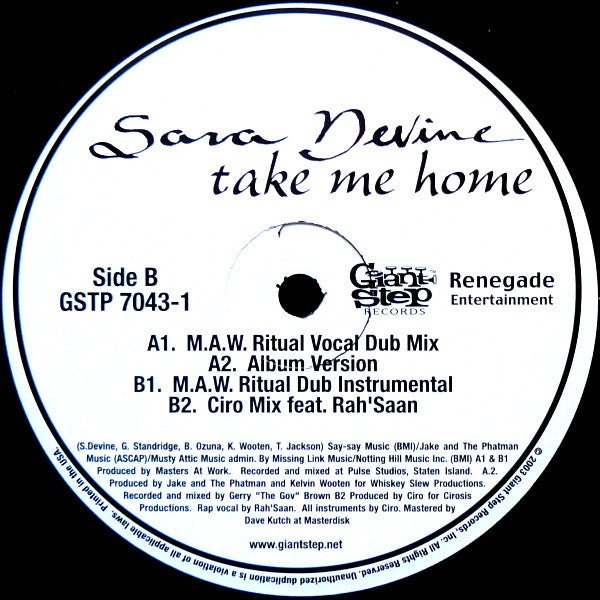 Sara Devine
take me home
Side B
GSTP 7043-1
Giant
Step
RECORDS
Renegade
Entertainment
A1. M.A.W. Ritual Vocal Dub Mix
A2. Album Version
B1. M.A.W. Ritual Dub Instrumental
B2. Ciro Mix feat. Rah'Saan
(S.Devine, G. Standridge, B. Ozuna, K. Wooten, T. Jackson) Say-say Music (BMI)/Jake and The Phatman
Music (ASCAP)/Musty Attic Music admin. By Missing Link Music/Notting Hill Music Inc. (BMI) A1 & B1
Produced by Masters At Work. Recorded and mixed at Pulse Studios, Staten Island. A.2.
Produced by Jake and The Phatman and Kelvin Wooten for Whiskey Slew Productions.
Recorded and mixed by Gerry "The Gov" Brown B2 Produced by Ciro for Cirosis
Productions. Rap vocal by Rah'Saan. All instruments by Ciro. Mastered by
Dave Kutch at Masterdisk
www.giantstep.net
© 2003 Giant Step Records, Inc. All Rights Reserved. Unauthorized duplication is a violation of all applicable laws. Printed in the USA